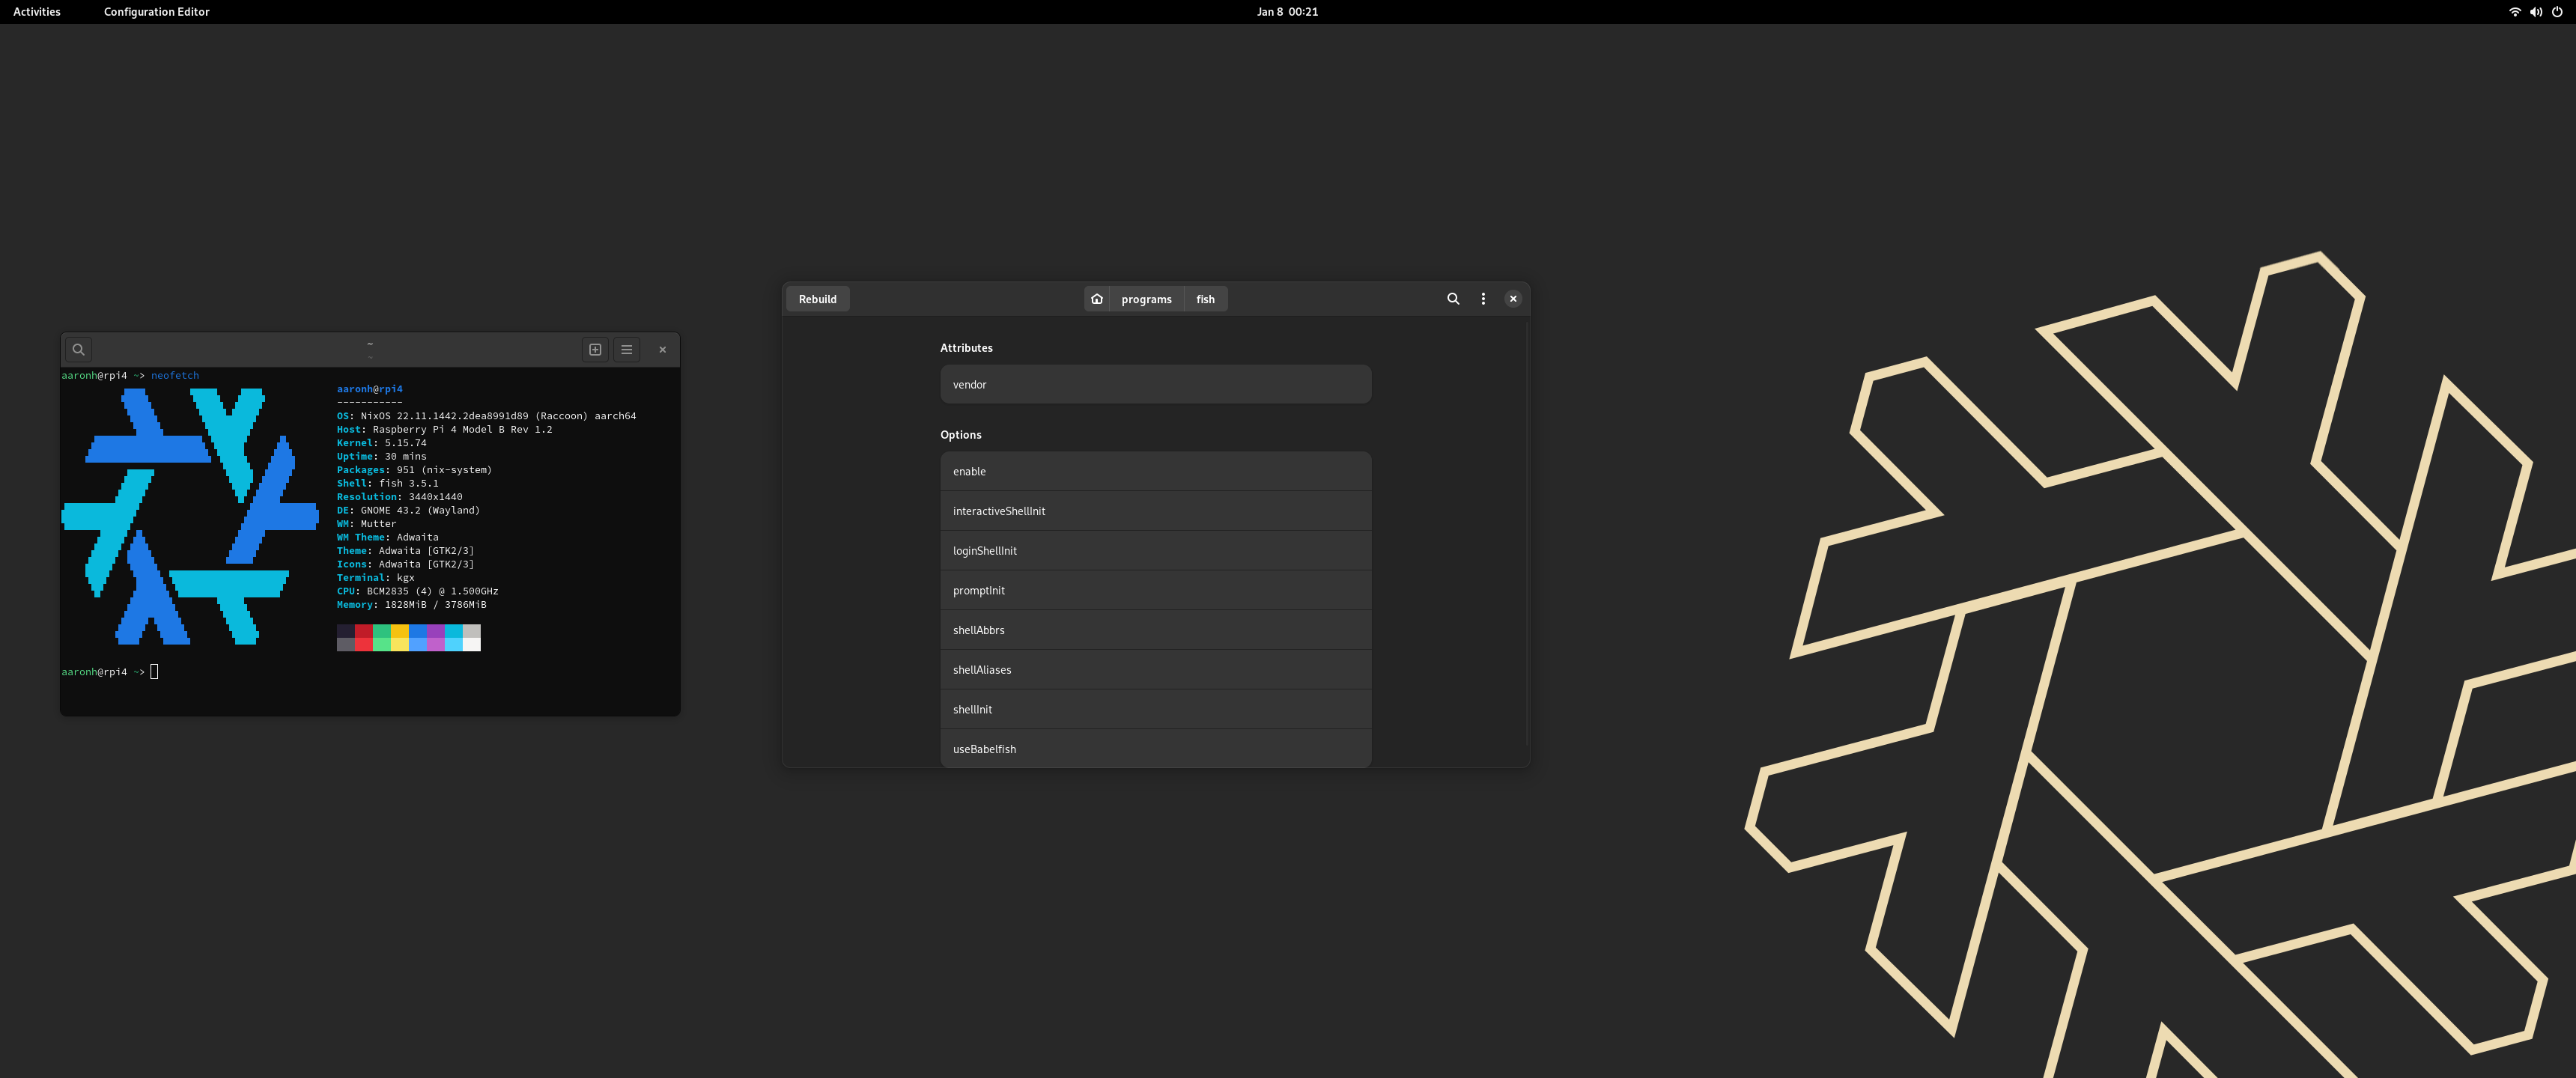 Activities
Configuration Editor
Jan 8 00:21
~
~
aaronh@rpi4 ~> neofetch
aaronh@rpi4
-----------
OS: NixOS 22.11.1442.2dea8991d89 (Raccoon) aarch64
Host: Raspberry Pi 4 Model B Rev 1.2
Kernel: 5.15.74
Uptime: 30 mins
Packages: 951 (nix-system)
Shell: fish 3.5.1
Resolution: 3440x1440
DE: GNOME 43.2 (Wayland)
WM: Mutter
WM Theme: Adwaita
Theme: Adwaita [GTK2/3]
Icons: Adwaita [GTK2/3]
Terminal: kgx
CPU: BCM2835 (4) @ 1.500GHz
Memory: 1828MiB / 3786MiB
aaronh@rpi4 ~>
Rebuild
programs
fish
Attributes
vendor
Options
enable
interactiveShellInit
loginShellInit
promptInit
shellAbbrs
shellAliases
shellInit
useBabelfish